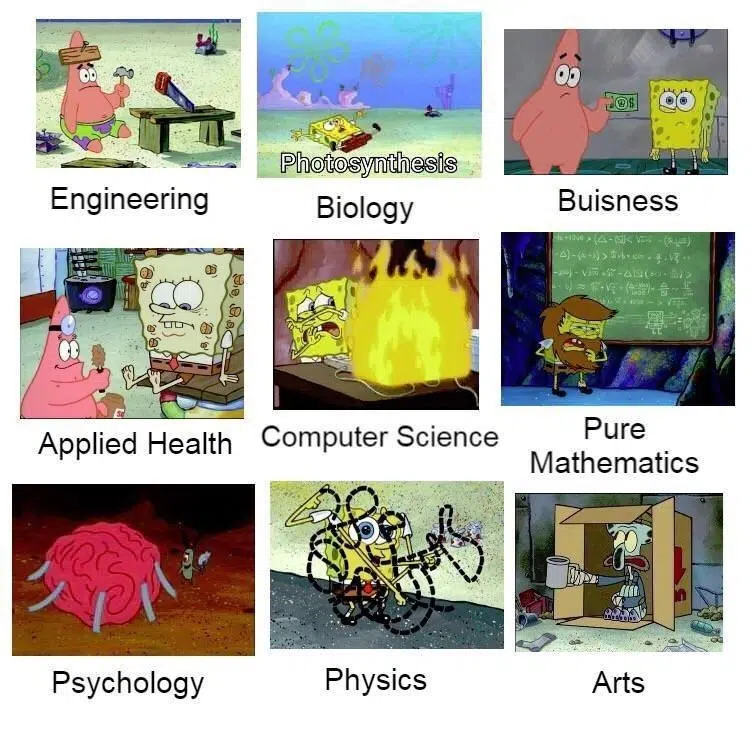 Photosynthesis
Engineering
Biology
Buisness
Applied Health
Computer Science
Pure
Mathematics
Psychology
Physics
Arts